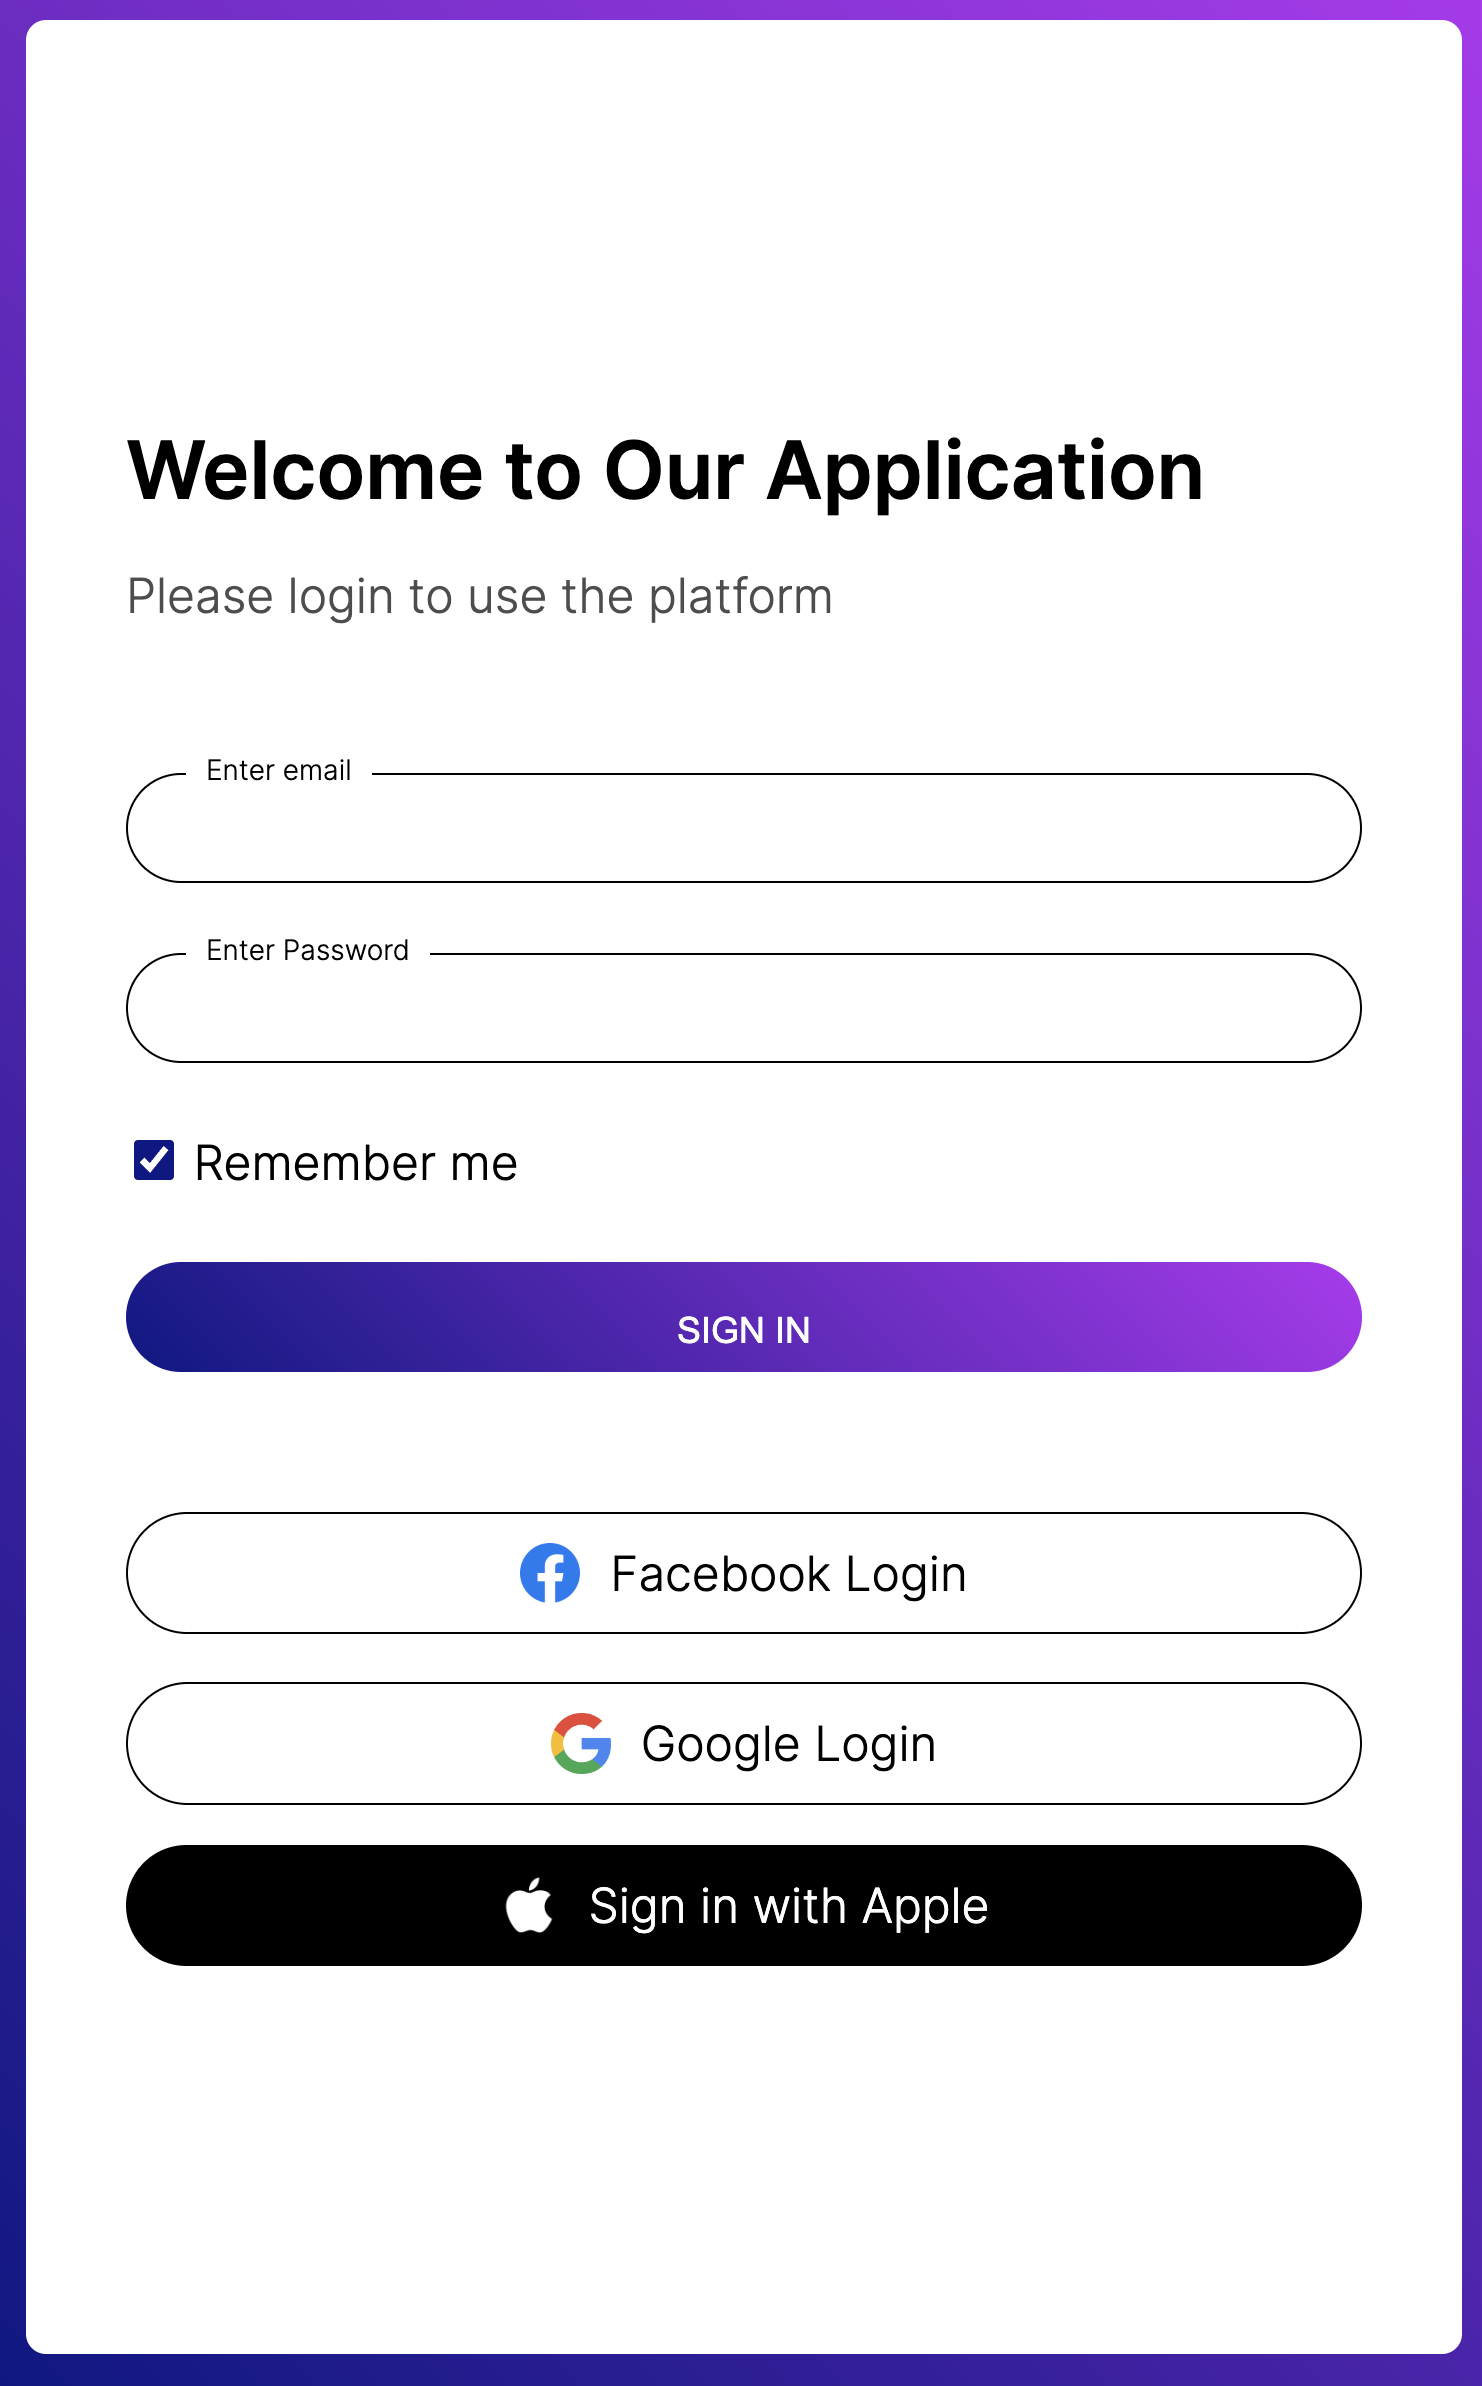 Welcome to Our Application
Please login to use the platform
Enter email
Enter Password
Remember me
SIGN IN
Facebook Login
Google Login
Sign in with Apple